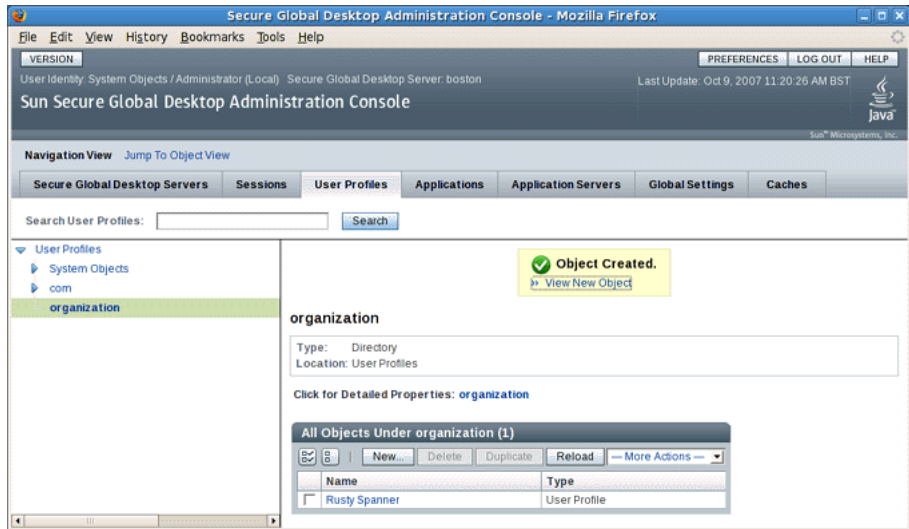 Secure Global Desktop Administration Console - Mozilla Firefox
File Edit View History Bookmarks Tools Help
VERSION PREFERENCES LOG OUT HELP
User Identity: System Objects / Administrator (Local) Secure Global Desktop Server: boston Last Update: Oct 9, 2007 11:20:26 AM BST
Sun Secure Global Desktop Administration Console
Java
Sun™ Microsystems, Inc.
Navigation View Jump To Object View
Secure Global Desktop Servers Sessions User Profiles Applications Application Servers Global Settings Caches
Search User Profiles: Search
User Profiles
System Objects
com
organization
Object Created.
» View New Object
organization
Type: Directory
Location: User Profiles
Click for Detailed Properties: organization
All Objects Under organization (1)
New... Delete Duplicate Reload — More Actions —
Name Type
Rusty Spanner User Profile